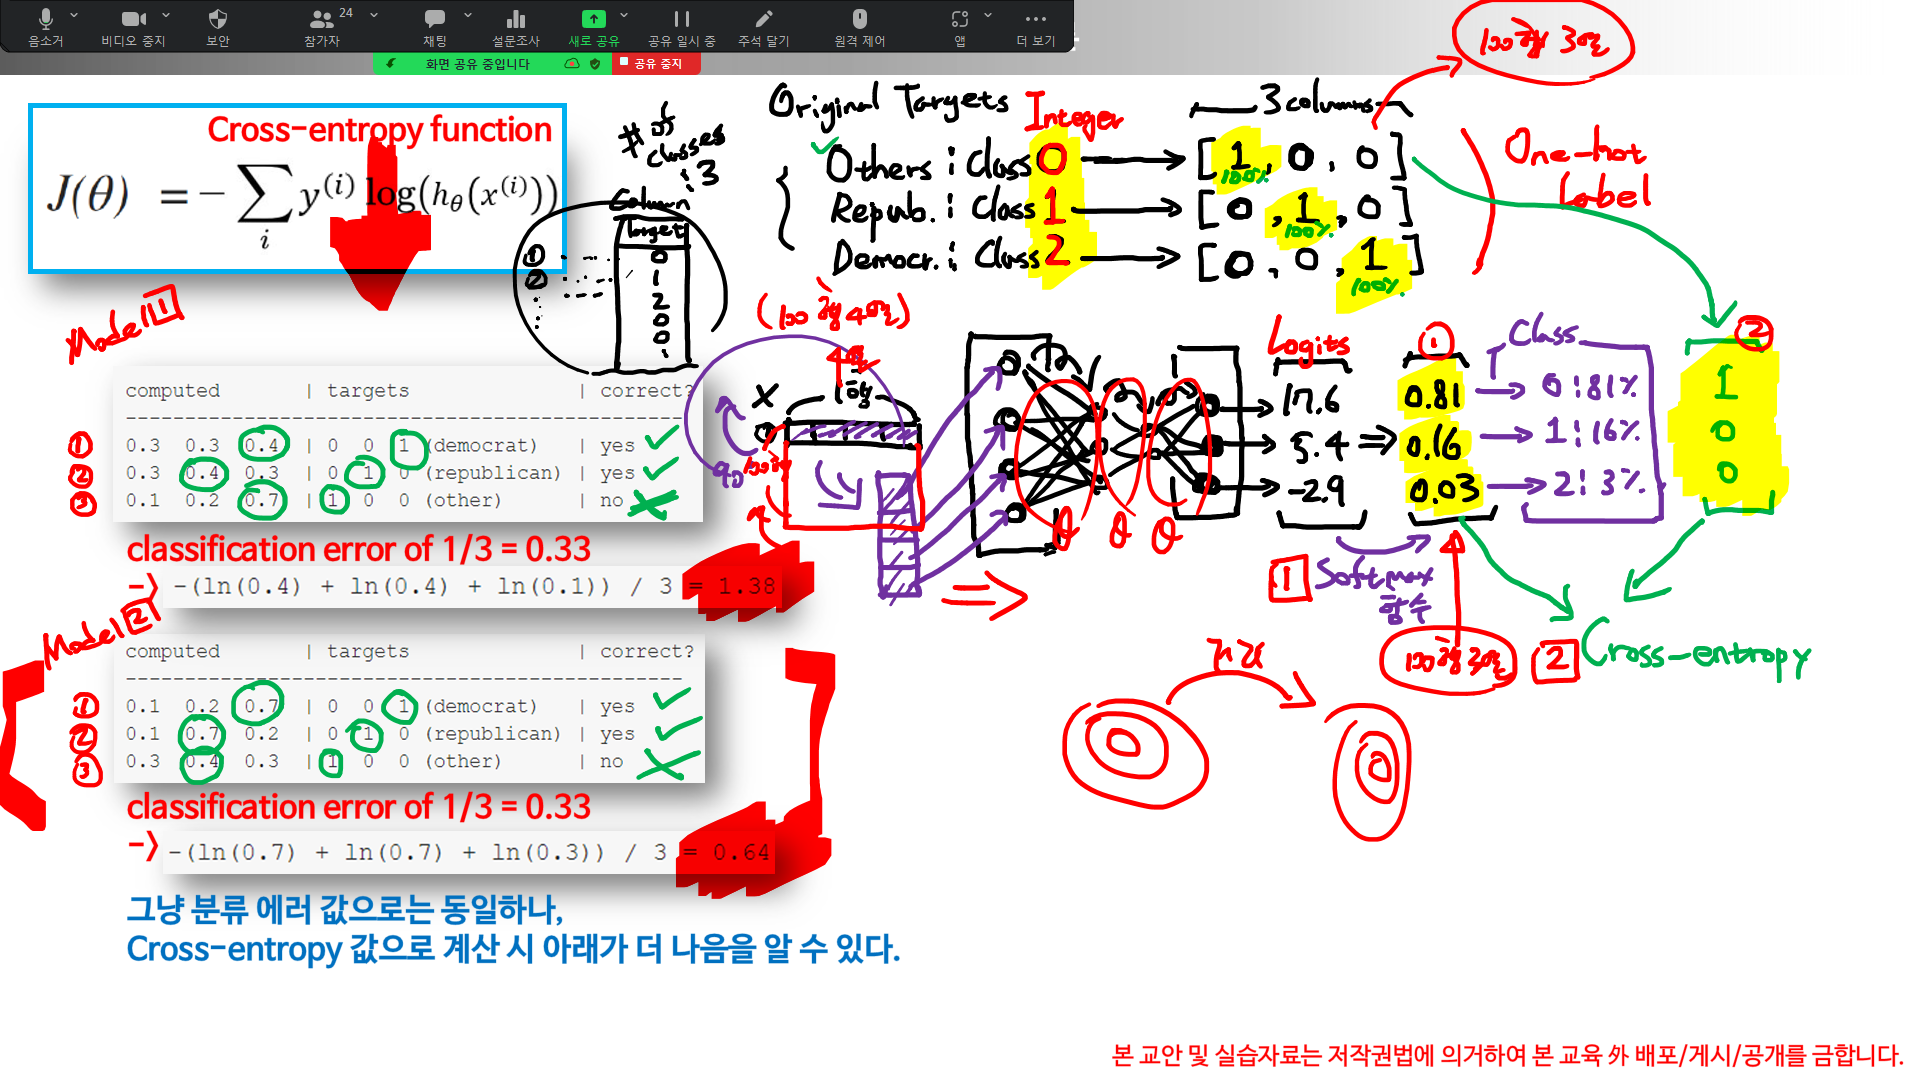 음소거
비디오 중지
보안
참가자
24
채팅
설문조사
새로 공유
공유 일시 중
주석 달기
원격 제어
앱
더 보기
화면 공유 중입니다
공유 중지
Cross-entropy function
J(θ) = − ∑ y⁽ⁱ⁾ log(hθ(x⁽ⁱ⁾))
i
# of classes : 3
Column
Target
① 0
② 1
2
0
0
Original Targets
Integer
3 columns
100행 3열
Others : Class 0 → [1, 0, 0]
100%
Repub. : Class 1 → [0, 1, 0]
100%
Democr. : Class 2 → [0, 0, 1]
100%
One-hot Label
Model 1
computed | targets | correct?
① 0.3 0.3 0.4 | 0 0 1 (democrat) | yes
② 0.3 0.4 0.3 | 0 1 0 (republican) | yes
③ 0.1 0.2 0.7 | 1 0 0 (other) | no
classification error of 1/3 = 0.33
-> -(ln(0.4) + ln(0.4) + ln(0.1)) / 3 = 1.38
Model 2
computed | targets | correct?
① 0.1 0.2 0.7 | 0 0 1 (democrat) | yes
② 0.1 0.7 0.2 | 0 1 0 (republican) | yes
③ 0.3 0.4 0.3 | 1 0 0 (other) | no
classification error of 1/3 = 0.33
-> -(ln(0.7) + ln(0.7) + ln(0.3)) / 3 = 0.64
그냥 분류 에러 값으로는 동일하나,
Cross-entropy 값으로 계산 시 아래가 더 나음을 알 수 있다.
(100행 4열)
X
θ θ θ
Logits
17.6
5.4
-2.9
①
0.81
0.16
0.03
Class
0 : 81%
1 : 16%
2 : 3%
②
1
0
0
1 Softmax 함수
100행 3열
2 Cross-entropy
본 교안 및 실습자료는 저작권법에 의거하여 본 교육 外 배포/게시/공개를 금합니다.